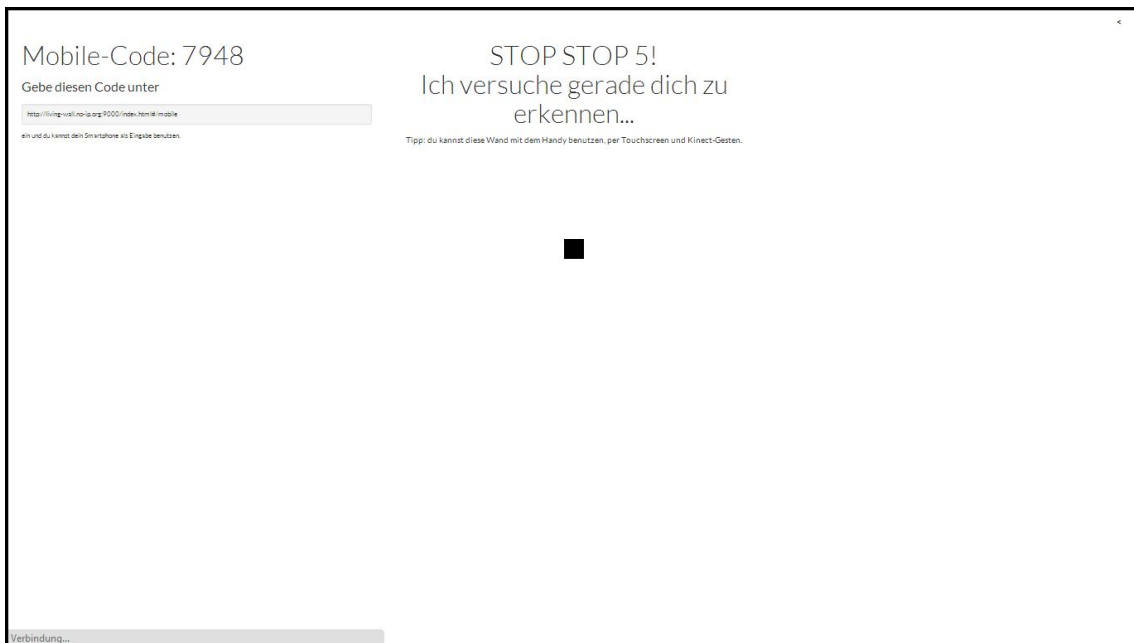 <
Mobile-Code: 7948
Gebe diesen Code unter
http://living-wall.no-ip.org:9000/index.html#/mobile
ein und du kannst dein Smartphone als Eingabe benutzen.
STOP STOP 5!
Ich versuche gerade dich zu
erkennen...
Tipp: du kannst diese Wand mit dem Handy benutzen, per Touchscreen und Kinect-Gesten.
Verbindung...